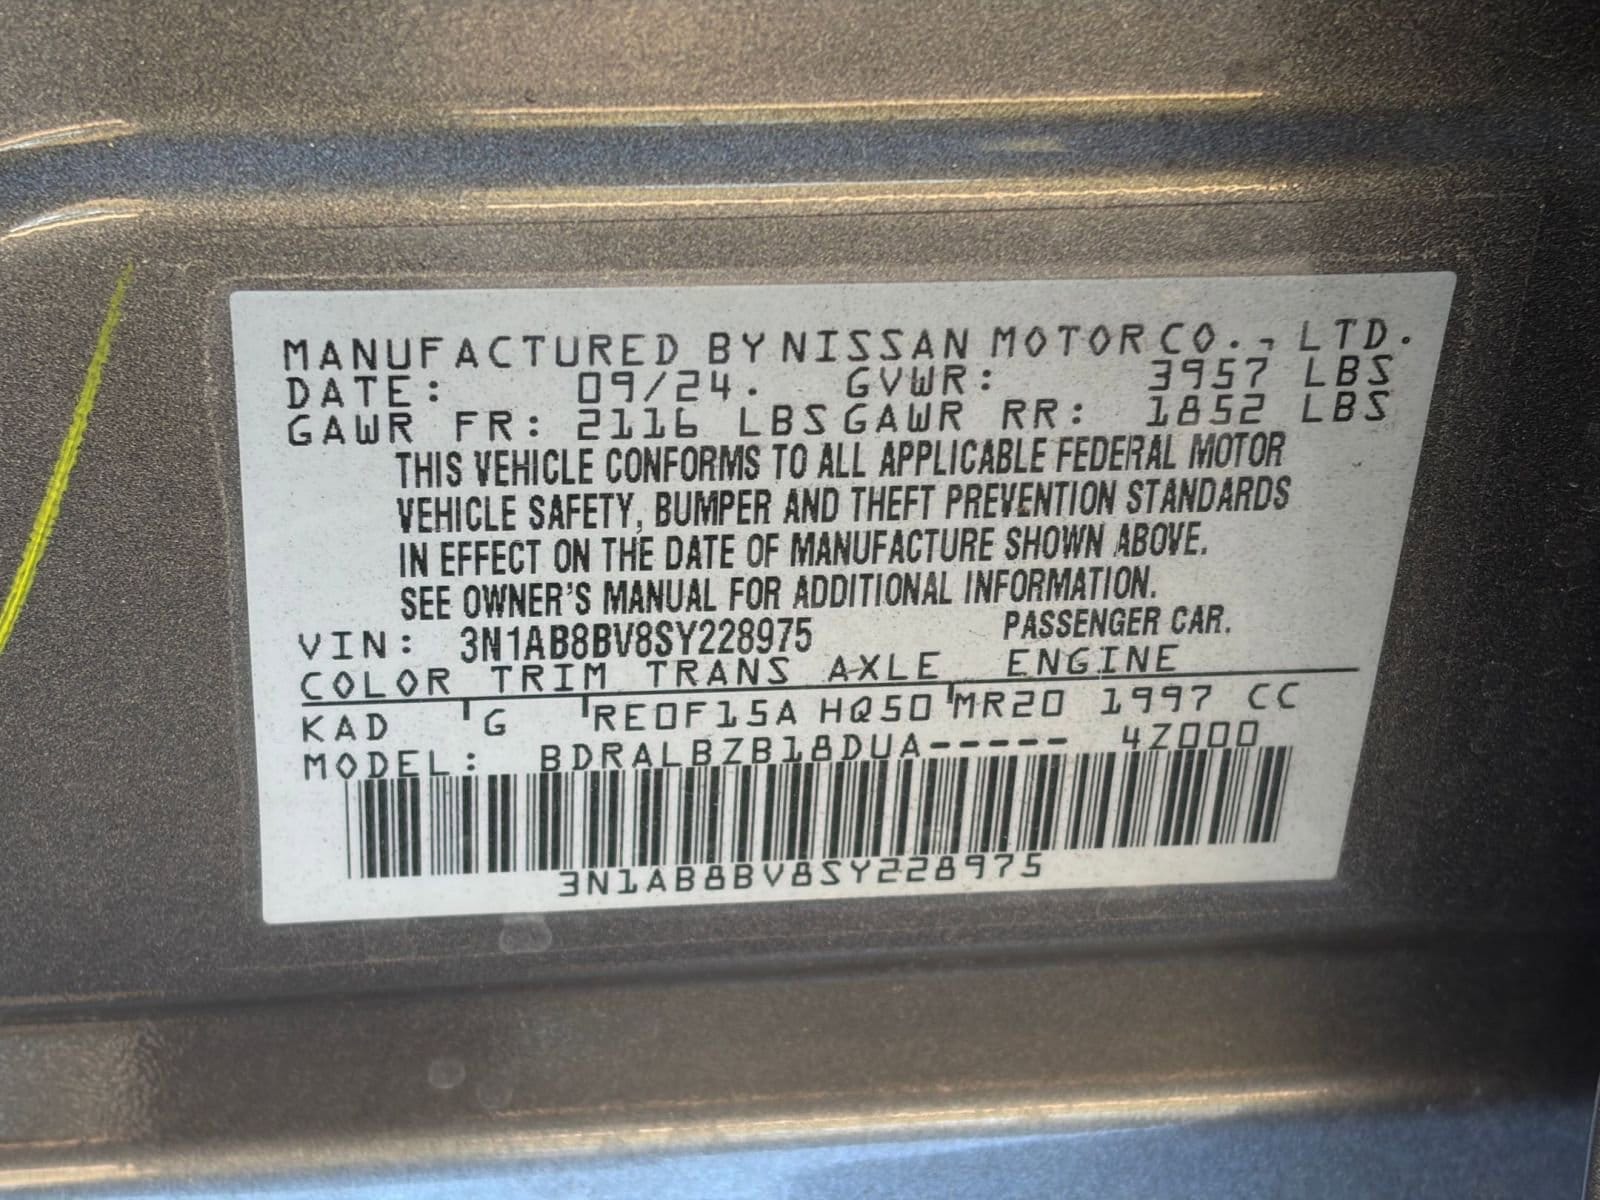 MANUFACTURED BY NISSAN MOTOR CO., LTD.
DATE: 09/24. GVWR: 3957 LBS
GAWR FR: 2116 LBS GAWR RR: 1852 LBS
THIS VEHICLE CONFORMS TO ALL APPLICABLE FEDERAL MOTOR
VEHICLE SAFETY, BUMPER AND THEFT PREVENTION STANDARDS
IN EFFECT ON THE DATE OF MANUFACTURE SHOWN ABOVE.
SEE OWNER'S MANUAL FOR ADDITIONAL INFORMATION.
VIN: 3N1AB8BV8SY228975 PASSENGER CAR.
COLOR TRIM TRANS AXLE ENGINE
KAD G RE0F15A HQ50 MR20 1997 CC
MODEL: BDRALBZB18DUA----- 4Z000
3N1AB8BV8SY228975